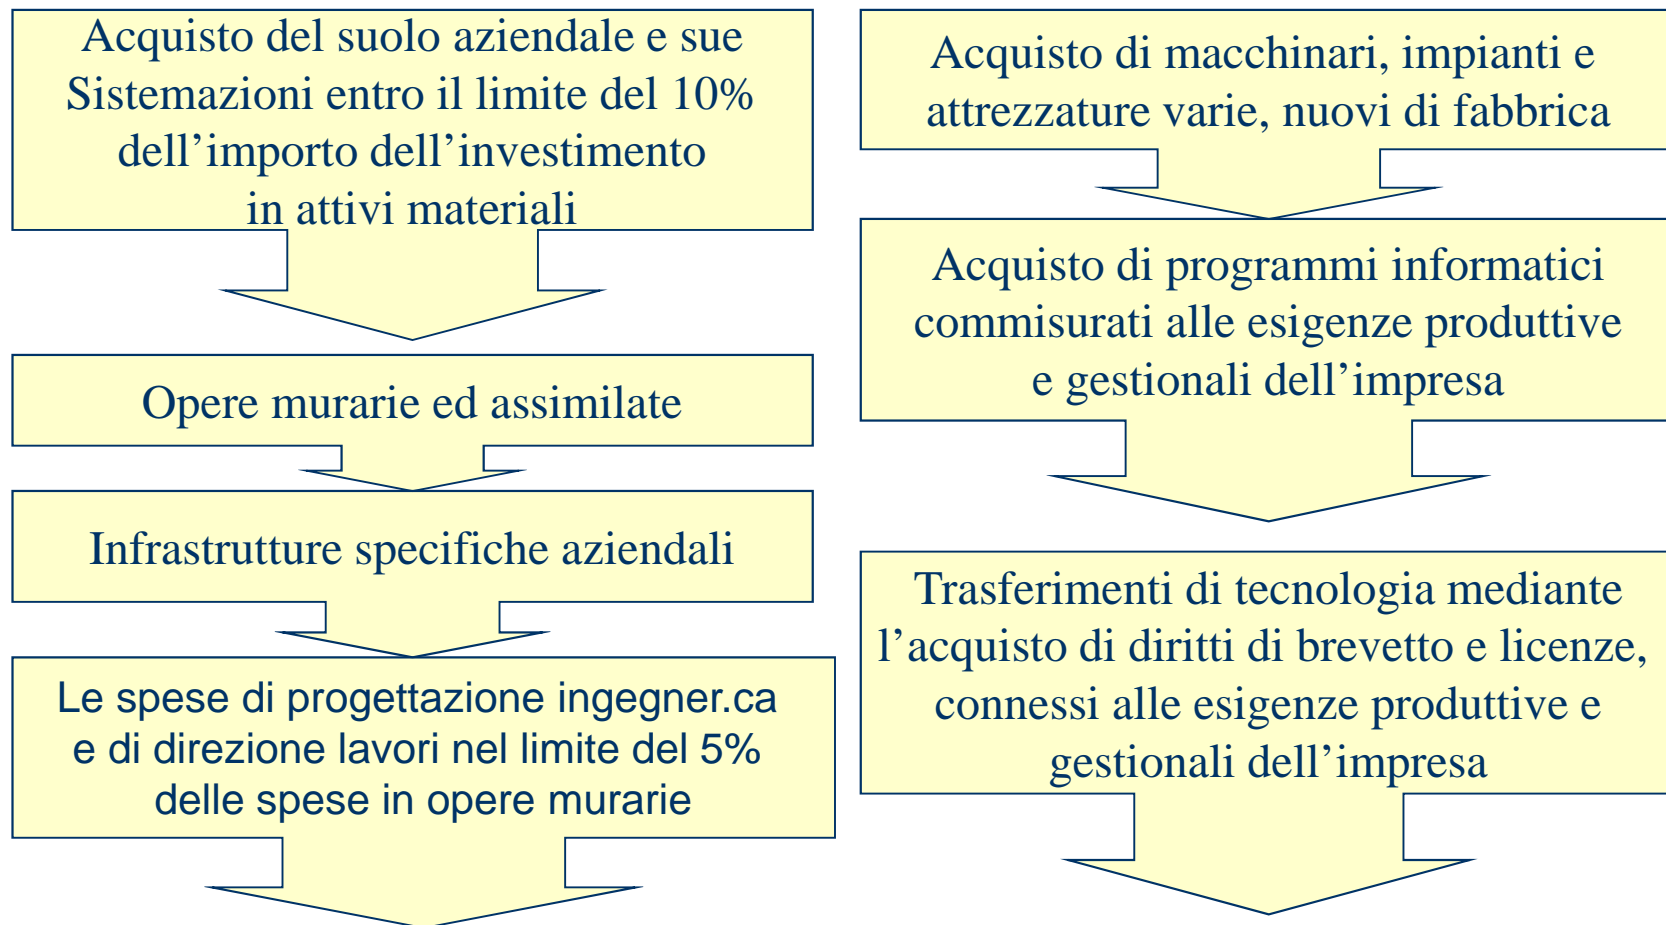 Acquisto del suolo aziendale e sue
Sistemazioni entro il limite del 10%
dell’importo dell’investimento
in attivi materiali
Opere murarie ed assimilate
Infrastrutture specifiche aziendali
Le spese di progettazione ingegner.ca
e di direzione lavori nel limite del 5%
delle spese in opere murarie
Acquisto di macchinari, impianti e
attrezzature varie, nuovi di fabbrica
Acquisto di programmi informatici
commisurati alle esigenze produttive
e gestionali dell’impresa
Trasferimenti di tecnologia mediante
l’acquisto di diritti di brevetto e licenze,
connessi alle esigenze produttive e
gestionali dell’impresa